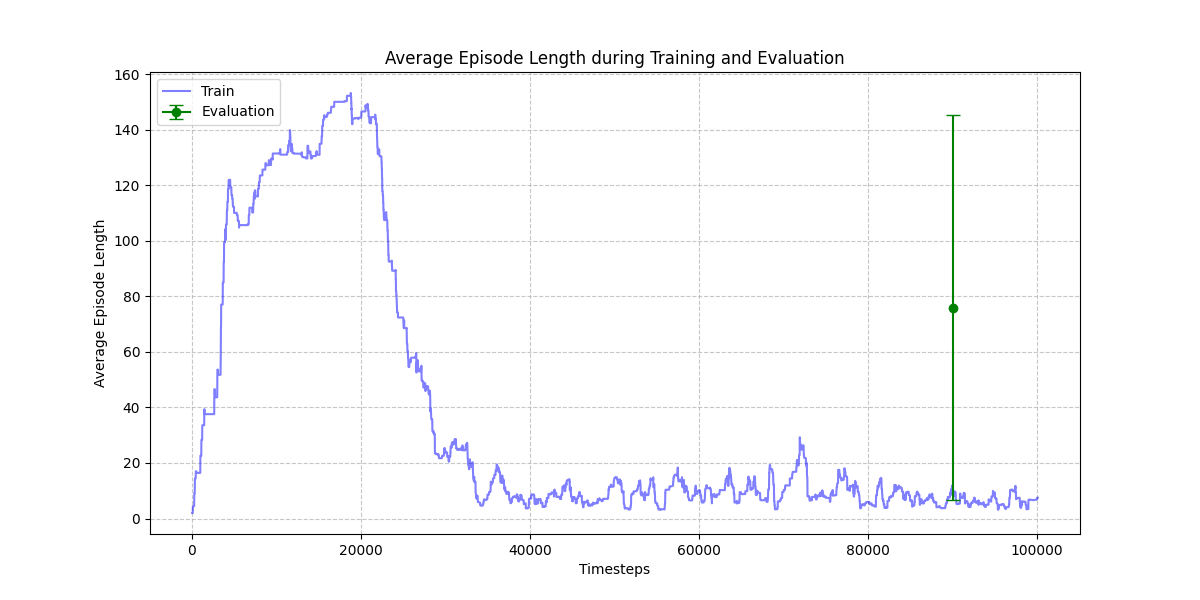 Average Episode Length during Training and Evaluation
Train
Evaluation
160
140
120
100
80
60
40
20
0
Average Episode Length
0 20000 40000 60000 80000 100000
Timesteps